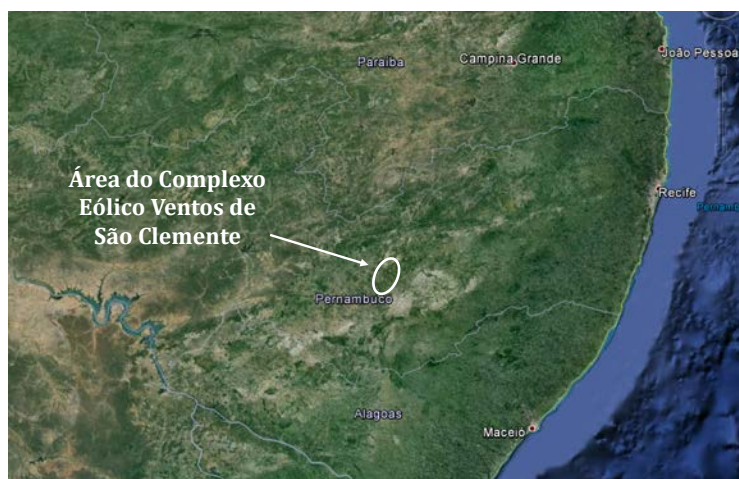 Paraíba
Campina Grande
João Pessoa
Área do Complexo
Eólico Ventos de
São Clemente
Recife
Pernambuco
Alagoas
Maceió